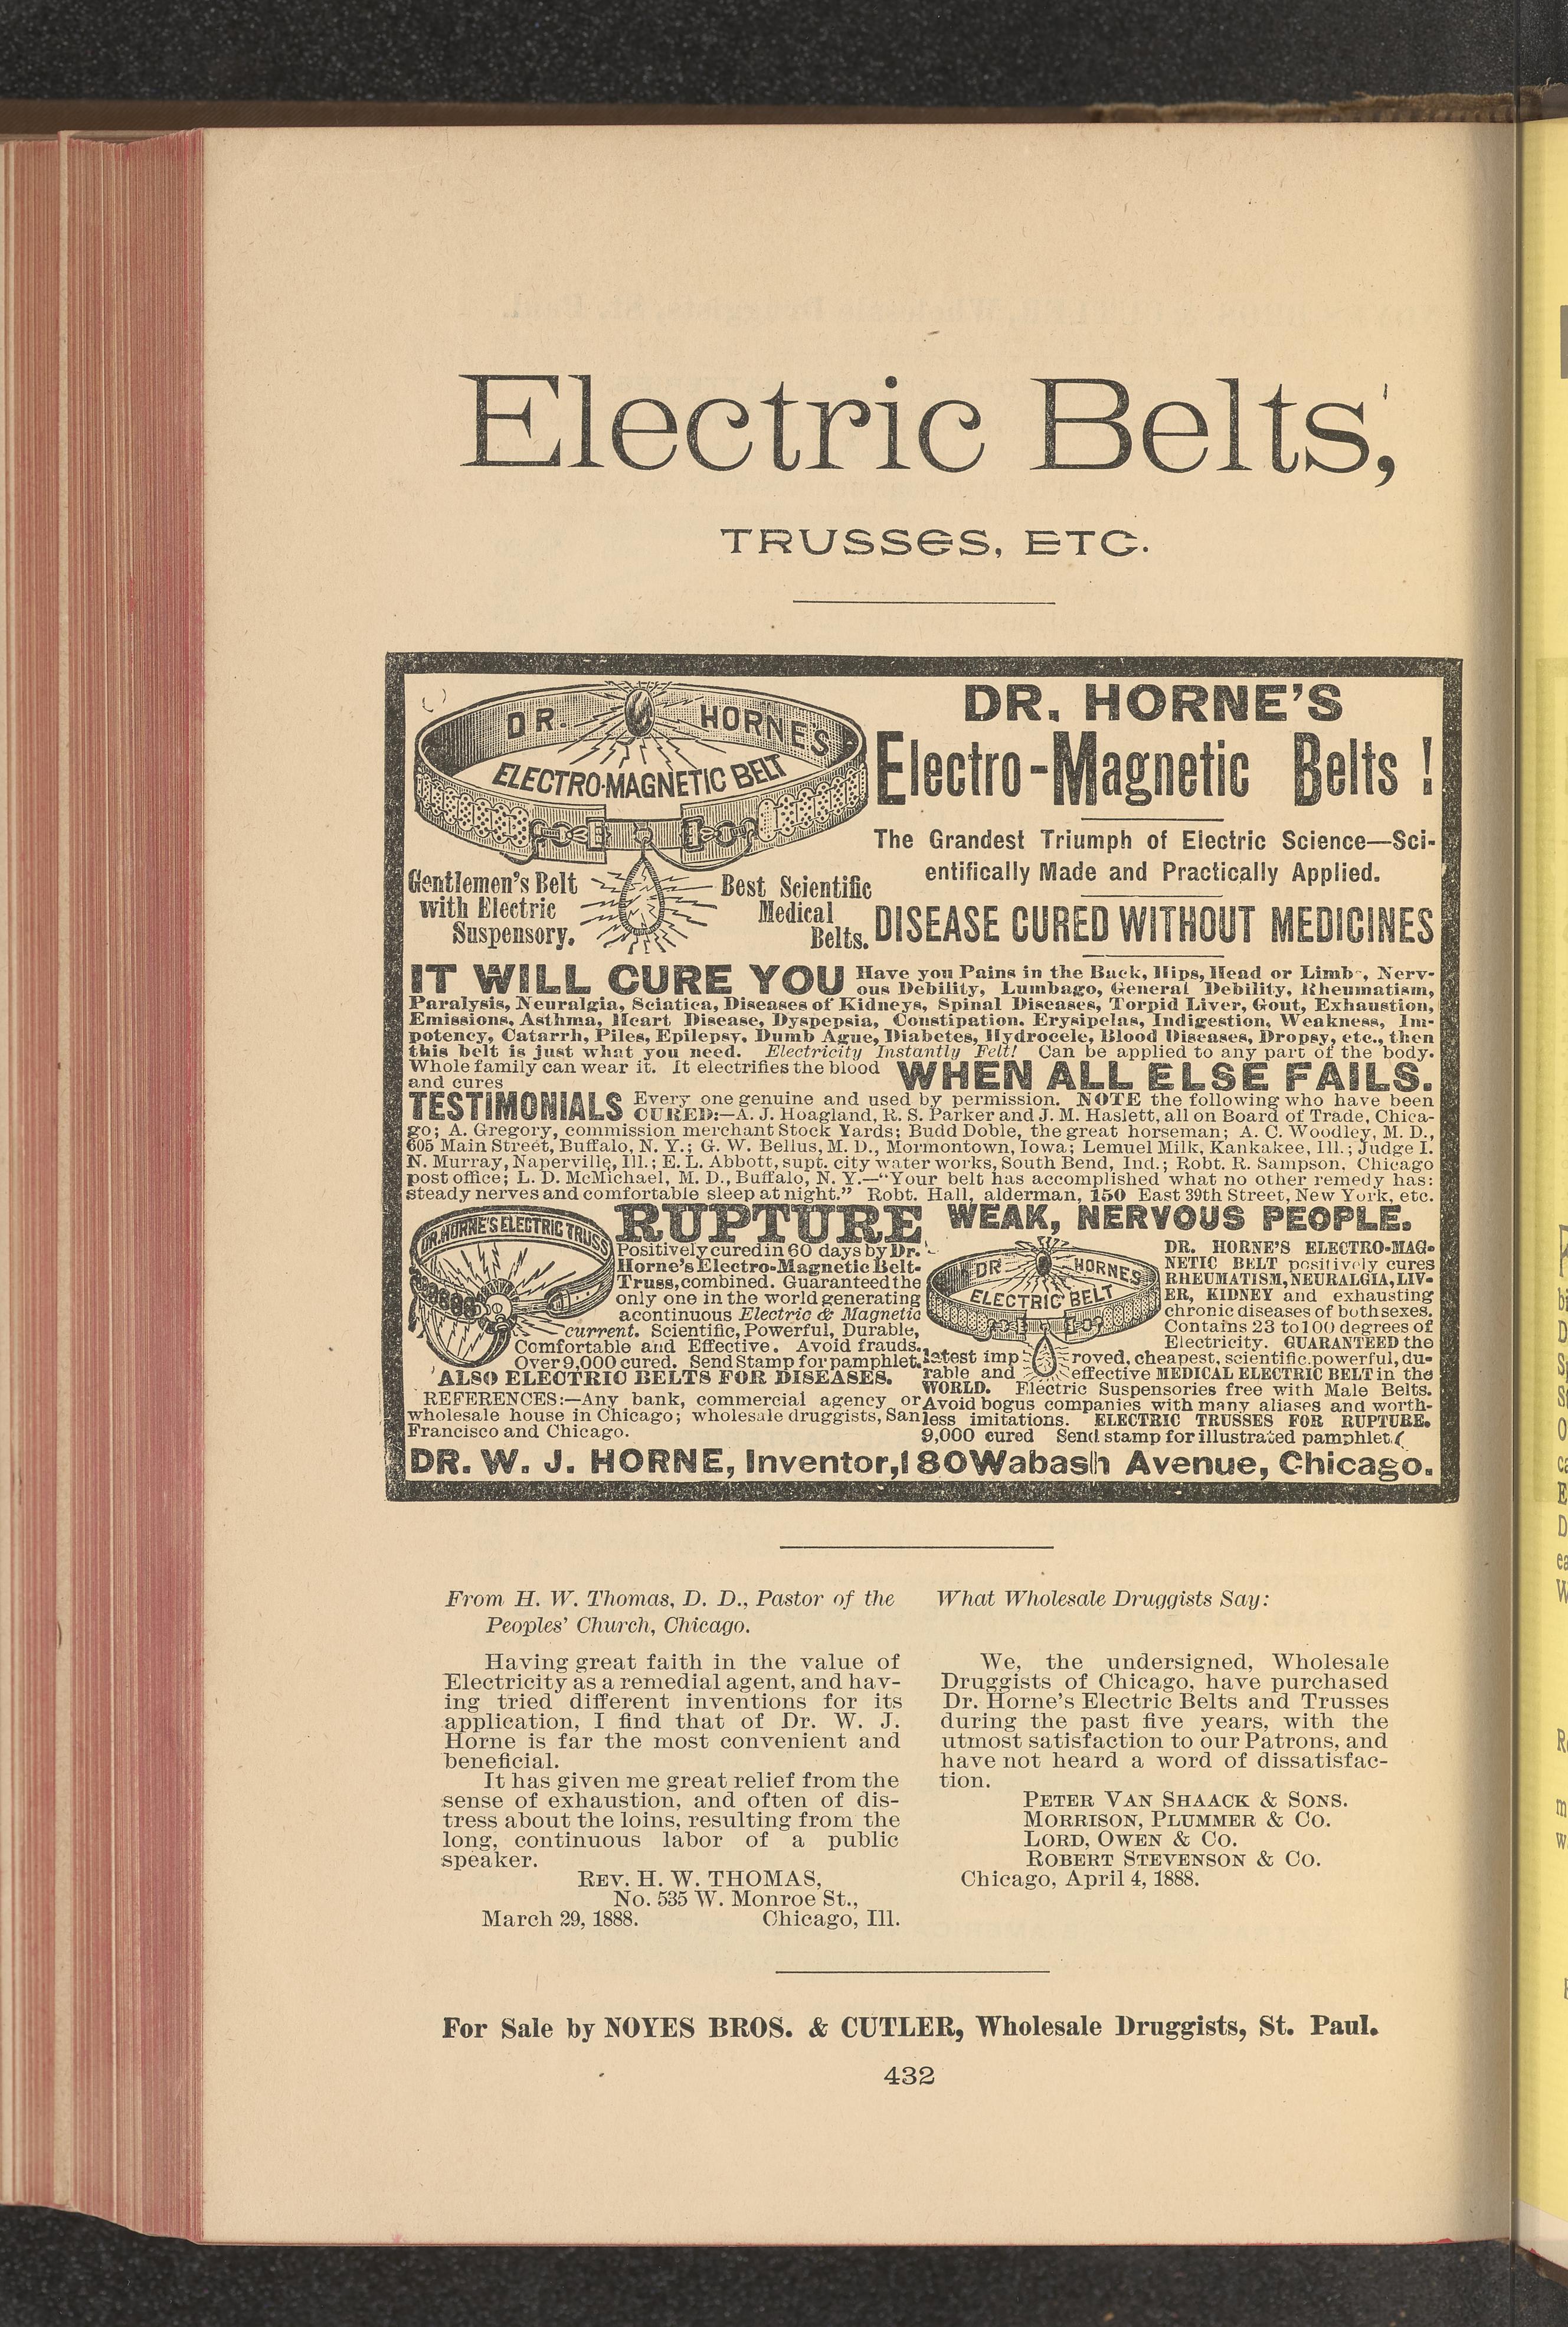 Electric Belts,
TRUSSES, ETC.
DR. HORNE'S
ELECTRO-MAGNETIC BELT
Gentlemen's Belt
with Electric
Suspensory.
Best Scientific
Medical
Belts.
DR. HORNE'S
Electro-Magnetic Belts !
The Grandest Triumph of Electric Science—Sci-
entifically Made and Practically Applied.
DISEASE CURED WITHOUT MEDICINES
IT WILL CURE YOU Have you Pains in the Back, Hips, Head or Limbs, Nerv-
ous Debility, Lumbago, General Debility, Rheumatism,
Paralysis, Neuralgia, Sciatica, Diseases of Kidneys, Spinal Diseases, Torpid Liver, Gout, Exhaustion,
Emissions, Asthma, Heart Disease, Dyspepsia, Constipation, Erysipelas, Indigestion, Weakness, Im-
potency, Catarrh, Piles, Epilepsy, Dumb Ague, Diabetes, Hydrocele, Blood Diseases, Dropsy, etc., then
this belt is just what you need. Electricity Instantly Felt! Can be applied to any part of the body.
Whole family can wear it. It electrifies the blood
and cures WHEN ALL ELSE FAILS.
TESTIMONIALS Every one genuine and used by permission. NOTE the following who have been
CURED:—A. J. Hoagland, R. S. Parker and J. M. Haslett, all on Board of Trade, Chica-
go; A. Gregory, commission merchant Stock Yards; Budd Doble, the great horseman; A. C. Woodley, M. D.,
605 Main Street, Buffalo, N. Y.; G. W. Bellus, M. D., Mormontown, Iowa; Lemuel Milk, Kankakee, Ill.; Judge I.
N. Murray, Naperville, Ill.; E. L. Abbott, supt. city water works, South Bend, Ind.; Robt. R. Sampson, Chicago
post office; L. D. McMichael, M. D., Buffalo, N. Y.—"Your belt has accomplished what no other remedy has:
steady nerves and comfortable sleep at night." Robt. Hall, alderman, 150 East 39th Street, New York, etc.
DR. HORNE'S ELECTRIC TRUSS
RUPTURE
Positively cured in 60 days by Dr.
Horne's Electro-Magnetic Belt-
Truss, combined. Guaranteed the
only one in the world generating
a continuous Electric & Magnetic
current. Scientific, Powerful, Durable,
Comfortable and Effective. Avoid frauds.
Over 9,000 cured. Send Stamp for pamphlet.
ALSO ELECTRIC BELTS FOR DISEASES.
REFERENCES:—Any bank, commercial agency or
wholesale house in Chicago; wholesale druggists, San
Francisco and Chicago.
WEAK, NERVOUS PEOPLE.
DR HORNES
ELECTRIC BELT
DR. HORNE'S ELECTRO-MAG-
NETIC BELT positively cures
RHEUMATISM, NEURALGIA, LIV-
ER, KIDNEY and exhausting
chronic diseases of both sexes.
Contains 23 to 100 degrees of
Electricity. GUARANTEED the
latest improved, cheapest, scientific, powerful, du-
rable and effective MEDICAL ELECTRIC BELT in the
WORLD. Electric Suspensories free with Male Belts.
Avoid bogus companies with many aliases and worth-
less imitations. ELECTRIC TRUSSES FOR RUPTURE.
9,000 cured Send stamp for illustrated pamphlet.
DR. W. J. HORNE, Inventor, 180 Wabash Avenue, Chicago.
From H. W. Thomas, D. D., Pastor of the
Peoples' Church, Chicago.
Having great faith in the value of
Electricity as a remedial agent, and hav-
ing tried different inventions for its
application, I find that of Dr. W. J.
Horne is far the most convenient and
beneficial.
It has given me great relief from the
sense of exhaustion, and often of dis-
tress about the loins, resulting from the
long, continuous labor of a public
speaker.
REV. H. W. THOMAS,
No. 535 W. Monroe St.,
March 29, 1888. Chicago, Ill.
What Wholesale Druggists Say:
We, the undersigned, Wholesale
Druggists of Chicago, have purchased
Dr. Horne's Electric Belts and Trusses
during the past five years, with the
utmost satisfaction to our Patrons, and
have not heard a word of dissatisfac-
tion.
PETER VAN SHAACK & SONS.
MORRISON, PLUMMER & CO.
LORD, OWEN & CO.
ROBERT STEVENSON & CO.
Chicago, April 4, 1888.
For Sale by NOYES BROS. & CUTLER, Wholesale Druggists, St. Paul.
432